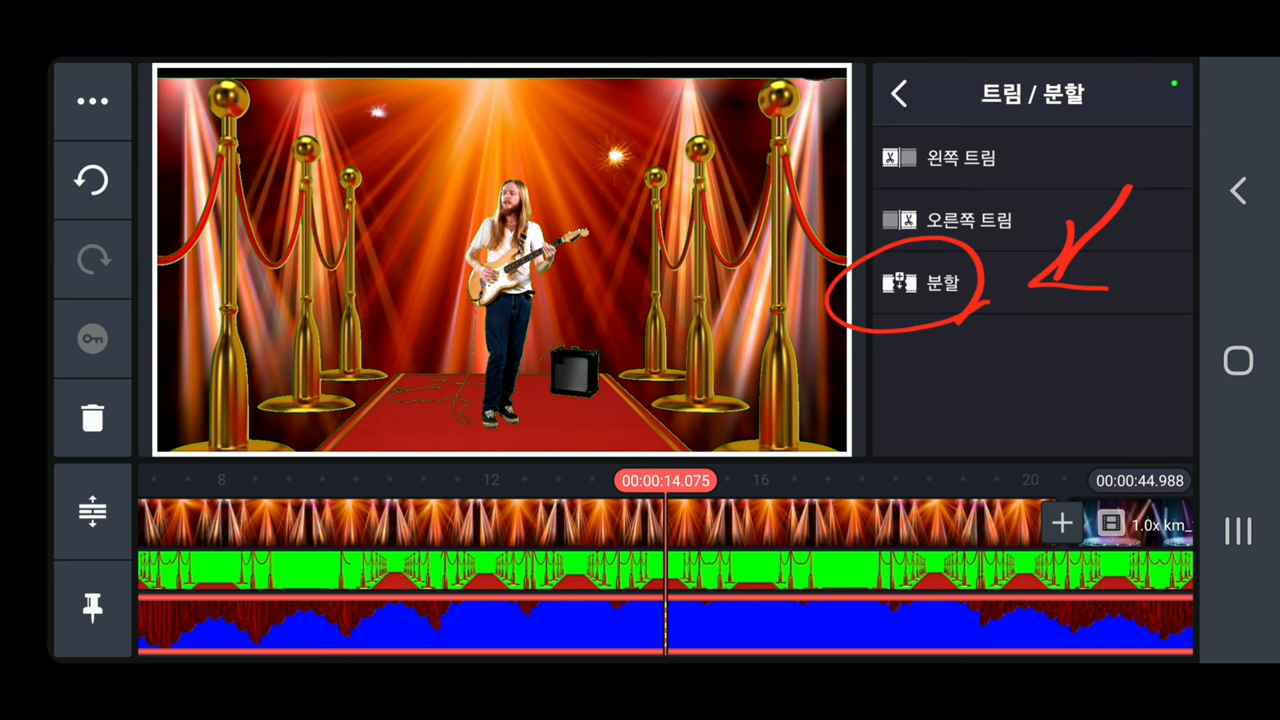 트림 / 분할
왼쪽 트림
오른쪽 트림
분할
8
12
00:00:14.075
16
20
00:00:44.988
1.0x km_